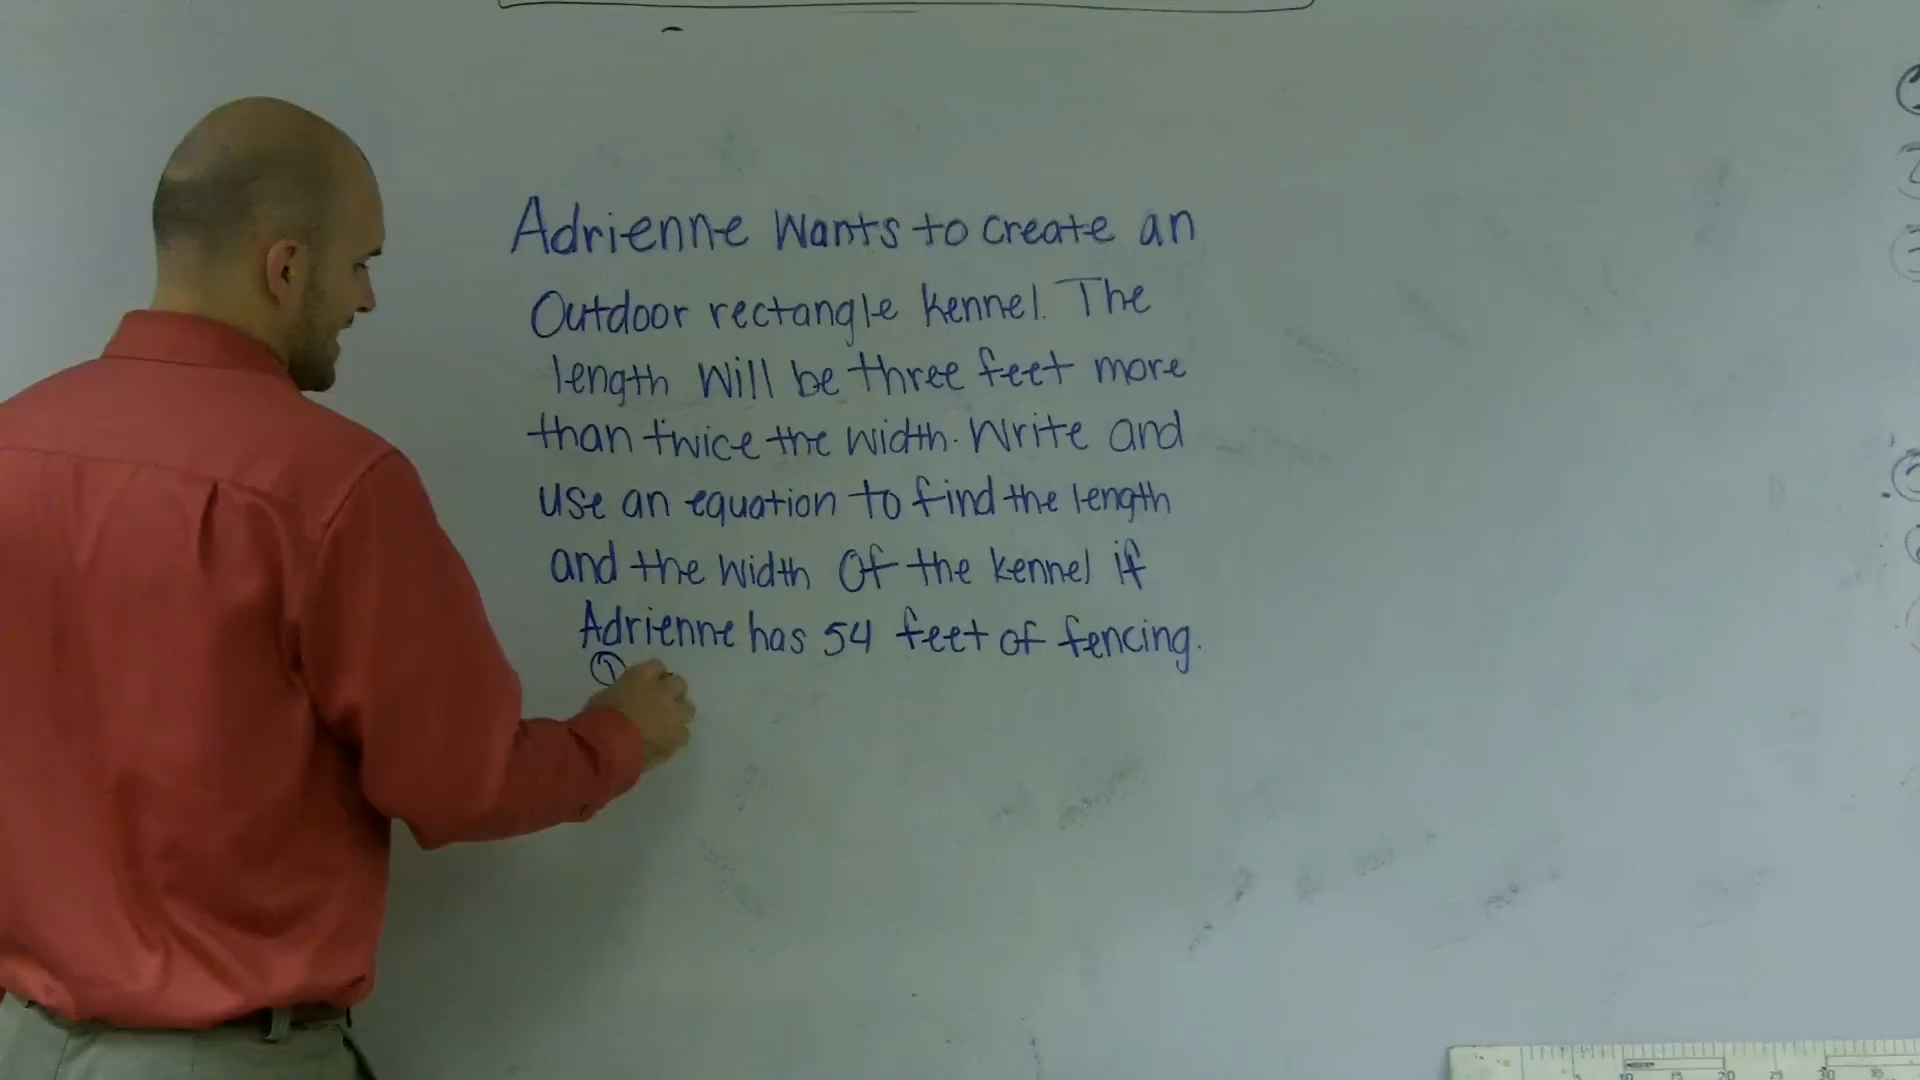 Adrienne wants to create an
Outdoor rectangle kennel. The
length will be three feet more
than twice the width. Write and
use an equation to find the length
and the width of the kennel if
Adrienne has 54 feet of fencing.
①